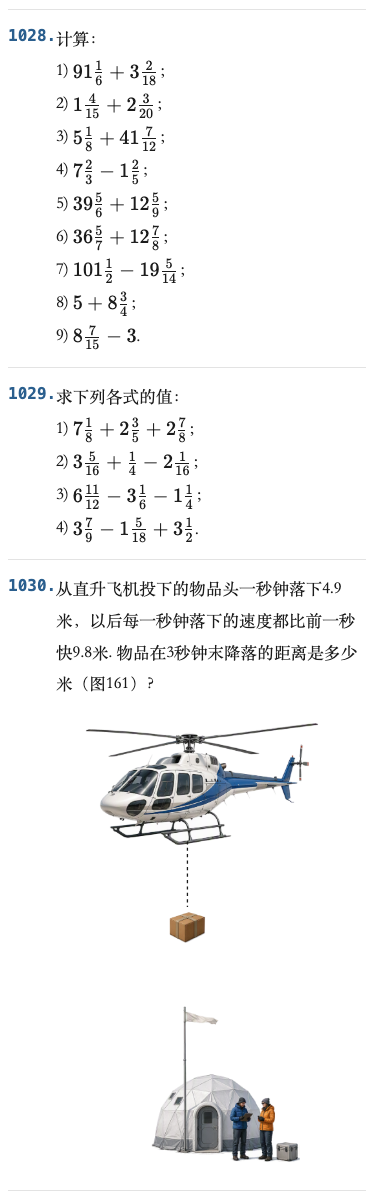 1028. 计算：
1) 91 1/6 + 3 2/18；
2) 1 4/15 + 2 3/20；
3) 5 1/8 + 41 7/12；
4) 7 2/3 − 1 2/5；
5) 39 5/6 + 12 5/9；
6) 36 5/7 + 12 7/8；
7) 101 1/2 − 19 5/14；
8) 5 + 8 3/4；
9) 8 7/15 − 3.
1029. 求下列各式的值：
1) 7 1/8 + 2 3/5 + 2 7/8；
2) 3 5/16 + 1/4 − 2 1/16；
3) 6 11/12 − 3 1/6 − 1 1/4；
4) 3 7/9 − 1 5/18 + 3 1/2.
1030. 从直升飞机投下的物品头一秒钟落下4.9
米，以后每一秒钟落下的速度都比前一秒
快9.8米. 物品在3秒钟末降落的距离是多少
米（图161）？